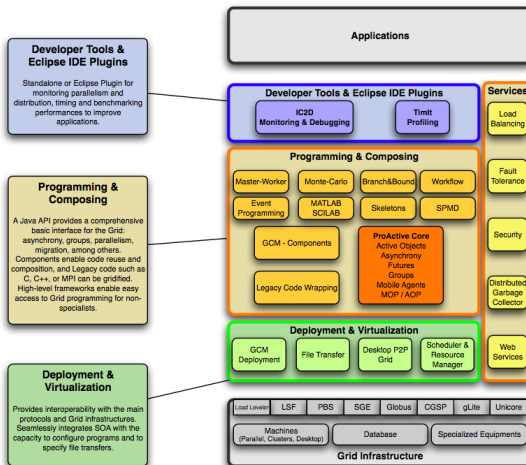 Applications
Developer Tools &
Eclipse IDE Plugins
Standalone or Eclipse Plugin for
monitoring parallelism and
distribution, timing and benchmarking
performances to improve
applications.
Developer Tools & Eclipse IDE Plugins
IC2D
Monitoring & Debugging
TimIt
Profiling
Services
Load
Balancing
Fault
Tolerance
Security
Distributed
Garbage
Collector
Web
Services
Programming &
Composing
A Java API provides a comprehensive
basic interface for the Grid:
asynchrony, groups, parallelism,
migration, among others.
Components enable code reuse and
composition, and Legacy code such as
C, C++, or MPI can be gridified.
High-level frameworks enable easy
access to Grid programming for non-
specialists.
Programming & Composing
Master-Worker
Monte-Carlo
Branch&Bound
Workflow
Event
Programming
MATLAB
SCILAB
Skeletons
SPMD
GCM - Components
Legacy Code Wrapping
ProActive Core
Active Objects
Asynchrony
Futures
Groups
Mobile Agents
MOP / AOP
Deployment &
Virtualization
Provides interoperability with the main
protocols and Grid infrastructures.
Seamlessly integrates SOA with the
capacity to configure programs and to
specify file transfers.
Deployment & Virtualization
GCM
Deployment
File Transfer
Desktop P2P
Grid
Scheduler &
Resource
Manager
Load Leveler
LSF
PBS
SGE
Globus
CGSP
gLite
Unicore
Machines
(Parallel, Clusters, Desktop)
Database
Specialized Equipments
Grid Infrastructure